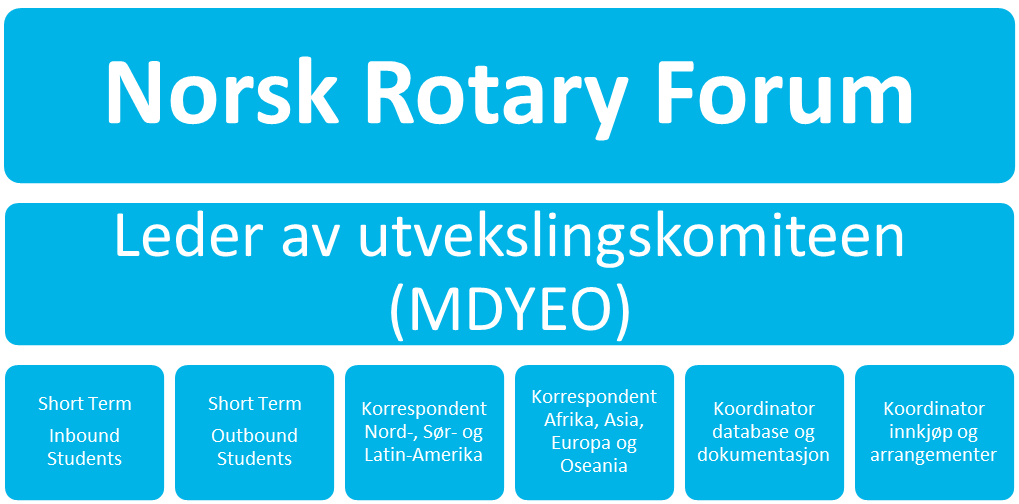 Norsk Rotary Forum
Leder av utvekslingskomiteen
(MDYEO)
Short Term
Inbound
Students
Short Term
Outbound
Students
Korrespondent
Nord-, Sør- og
Latin-Amerika
Korrespondent
Afrika, Asia,
Europa og
Oseania
Koordinator
database og
dokumentasjon
Koordinator
innkjøp og
arrangementer